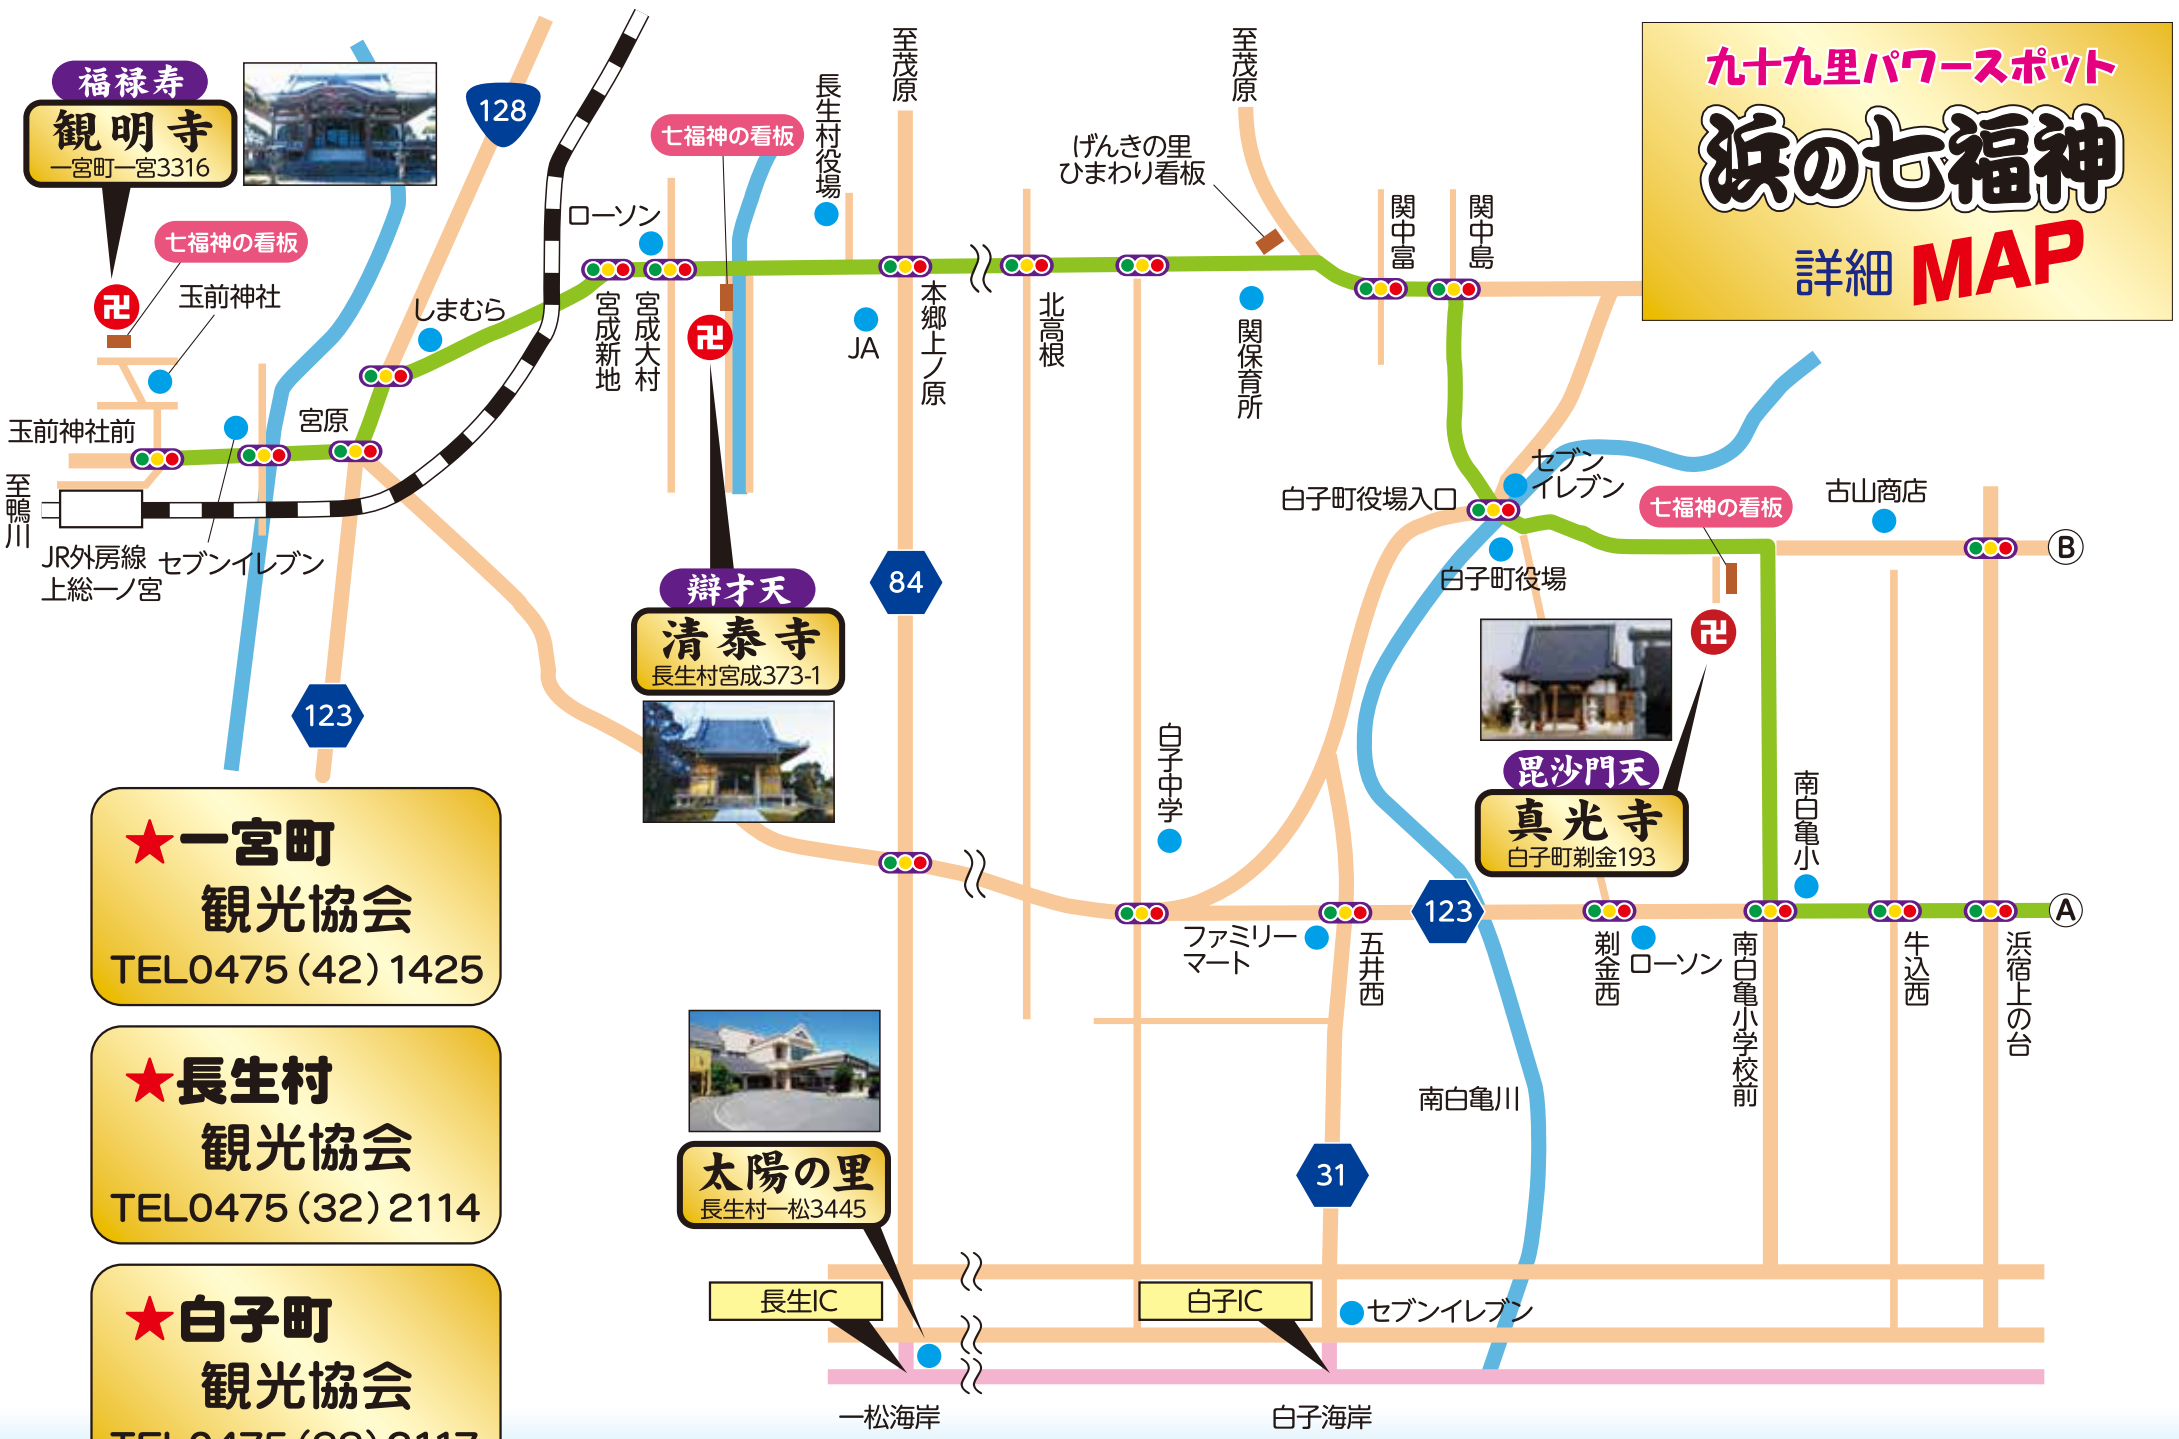 九十九里パワースポット
浜の七福神
詳細 MAP
福禄寿
観明寺
一宮町一宮3316
七福神の看板
玉前神社
玉前神社前
至鴨川
JR外房線
上総一ノ宮
セブンイレブン
宮原
しまむら
128
123
ローソン
宮成新地
宮成大村
七福神の看板
長生村役場
至茂原
JA
本郷上ノ原
北高根
辯才天
清泰寺
長生村宮成373-1
84
げんきの里
ひまわり看板
至茂原
関保育所
関中富
関中島
白子町役場入口
セブン
イレブン
白子町役場
七福神の看板
古山商店
B
毘沙門天
真光寺
白子町剃金193
白子中学
南白亀小
A
123
ファミリー
マート
五井西
剃金西
ローソン
南白亀小学校前
牛込西
浜宿上の台
南白亀川
31
太陽の里
長生村一松3445
長生IC
白子IC
セブンイレブン
一松海岸
白子海岸
★一宮町
観光協会
TEL0475(42)1425
★長生村
観光協会
TEL0475(32)2114
★白子町
観光協会